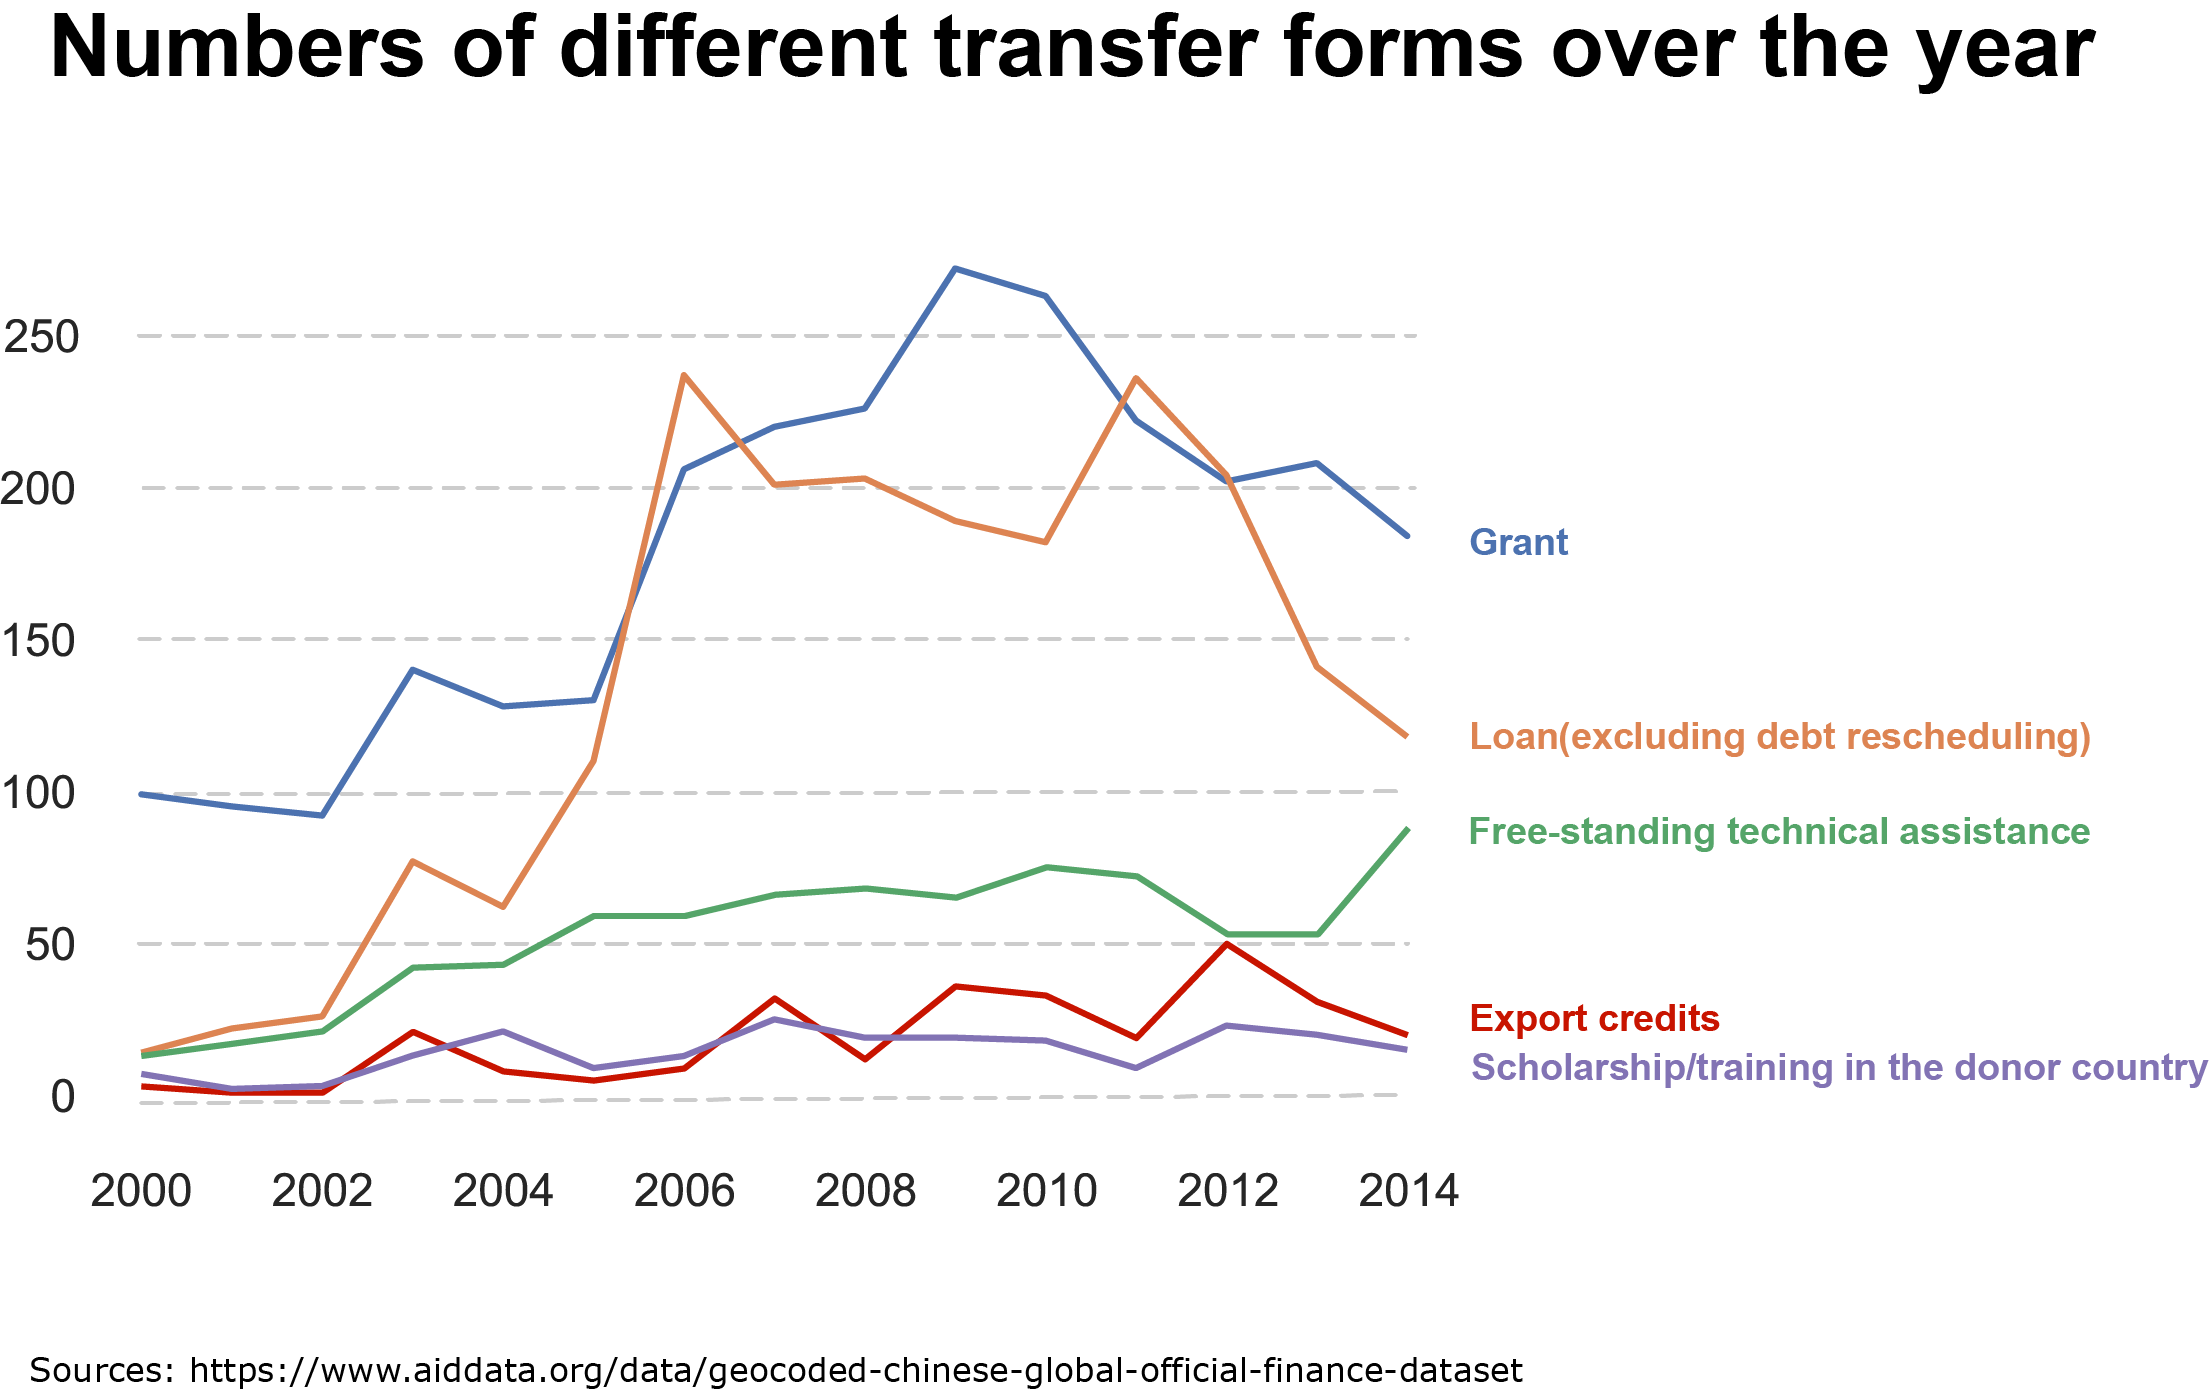 Numbers of different transfer forms over the year
250
200
150
100
50
0
Grant
Loan(excluding debt rescheduling)
Free-standing technical assistance
Export credits
Scholarship/training in the donor country
2000 2002 2004 2006 2008 2010 2012 2014
Sources: https://www.aiddata.org/data/geocoded-chinese-global-official-finance-dataset